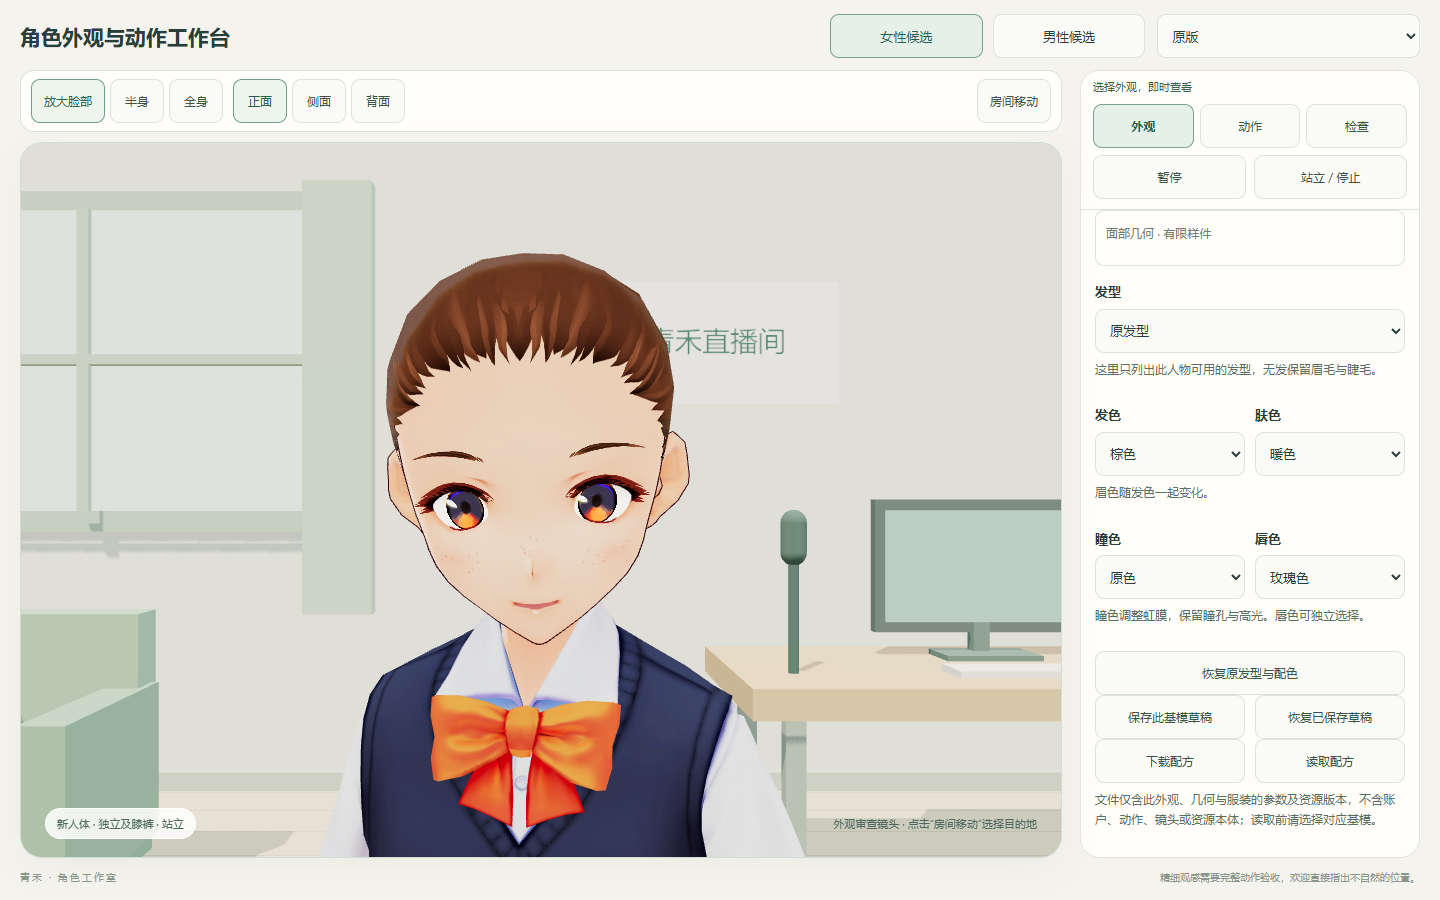 角色外观与动作工作台
女性候选
男性候选
原版
放大脸部
半身
全身
正面
侧面
背面
房间移动
选择外观，即时查看
外观
动作
检查
暂停
站立 / 停止
面部几何 · 有限样件
发型
原发型
这里只列出此人物可用的发型，无发保留眉毛与睫毛。
发色
肤色
棕色
暖色
眉色随发色一起变化。
瞳色
唇色
原色
玫瑰色
瞳色调整虹膜，保留瞳孔与高光。唇色可独立选择。
恢复原发型与配色
保存此基模草稿
恢复已保存草稿
下载配方
读取配方
文件仅含此外观、几何与服装的参数及资源版本，不含账
户、动作、镜头或资源本体；读取前请选择对应基模。
青禾直播间
新人体 · 独立及膝裤 · 站立
外观审查镜头 · 点击“房间移动”选择目的地
青禾 · 角色工作室
精细观感需要完整动作验收，欢迎直接指出不自然的位置。